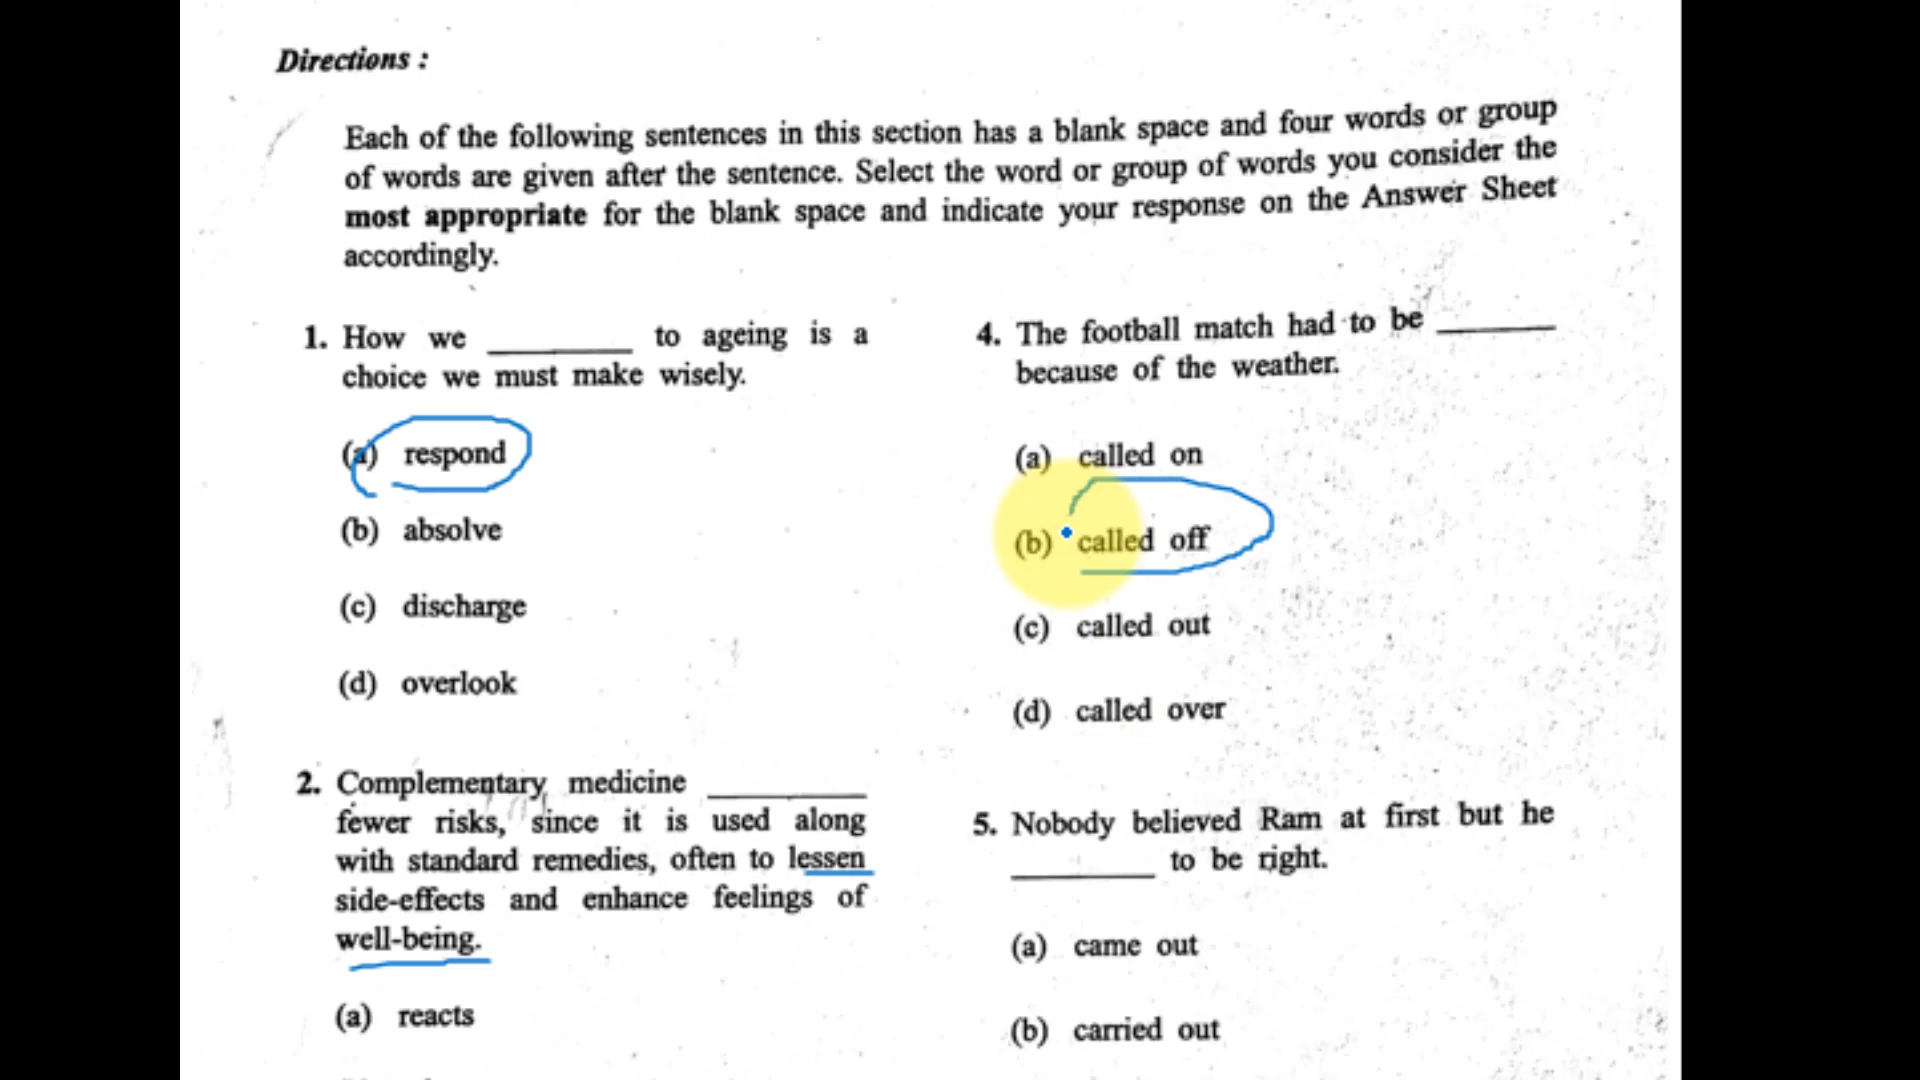 Directions :
Each of the following sentences in this section has a blank space and four words or group
of words are given after the sentence. Select the word or group of words you consider the
most appropriate for the blank space and indicate your response on the Answer Sheet
accordingly.
1. How we __________ to ageing is a
choice we must make wisely.
(a) respond
(b) absolve
(c) discharge
(d) overlook
2. Complementary medicine __________
fewer risks, since it is used along
with standard remedies, often to lessen
side-effects and enhance feelings of
well-being.
(a) reacts
4. The football match had to be __________
because of the weather.
(a) called on
(b) called off
(c) called out
(d) called over
5. Nobody believed Ram at first but he
__________ to be right.
(a) came out
(b) carried out